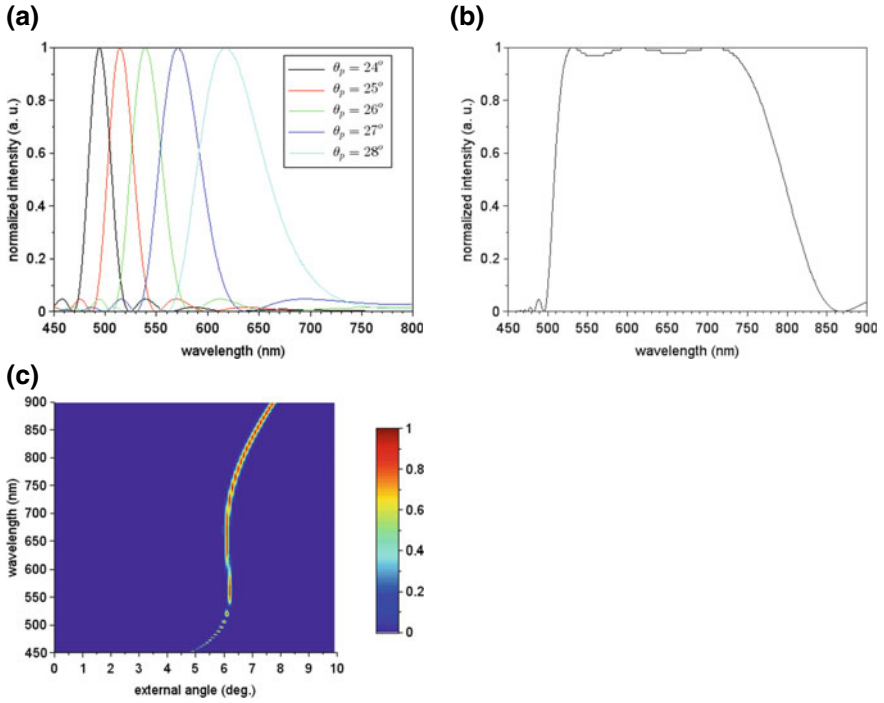 (a)
(b)
1
0.8
0.6
0.4
0.2
0
normalized intensity (a. u.)
450 500 550 600 650 700 750 800
wavelength (nm)
θp = 24°
θp = 25°
θp = 26°
θp = 27°
θp = 28°
1
0.8
0.6
0.4
0.2
0
normalized intensity (a. u.)
450 500 550 600 650 700 750 800 850 900
wavelength (nm)
(c)
900
850
800
750
700
650
600
550
500
450
wavelength (nm)
0 1 2 3 4 5 6 7 8 9 10
external angle (deg.)
1
0.8
0.6
0.4
0.2
0